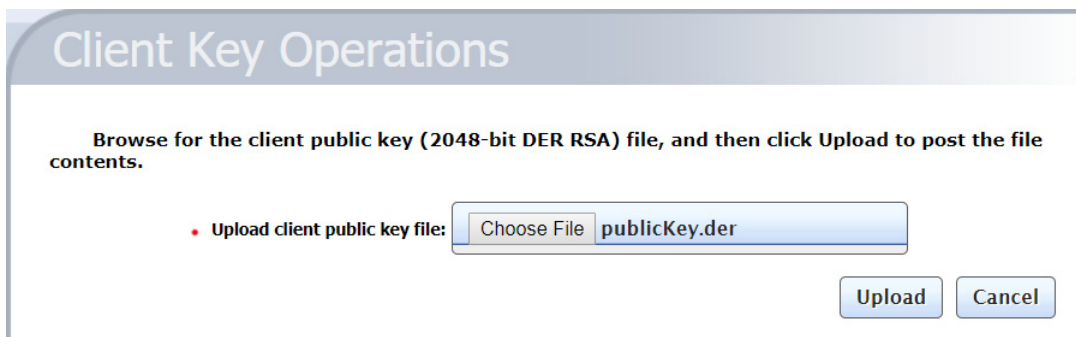 Client Key Operations
Browse for the client public key (2048-bit DER RSA) file, and then click Upload to post the file
contents.
Upload client public key file: Choose File publicKey.der
Upload Cancel